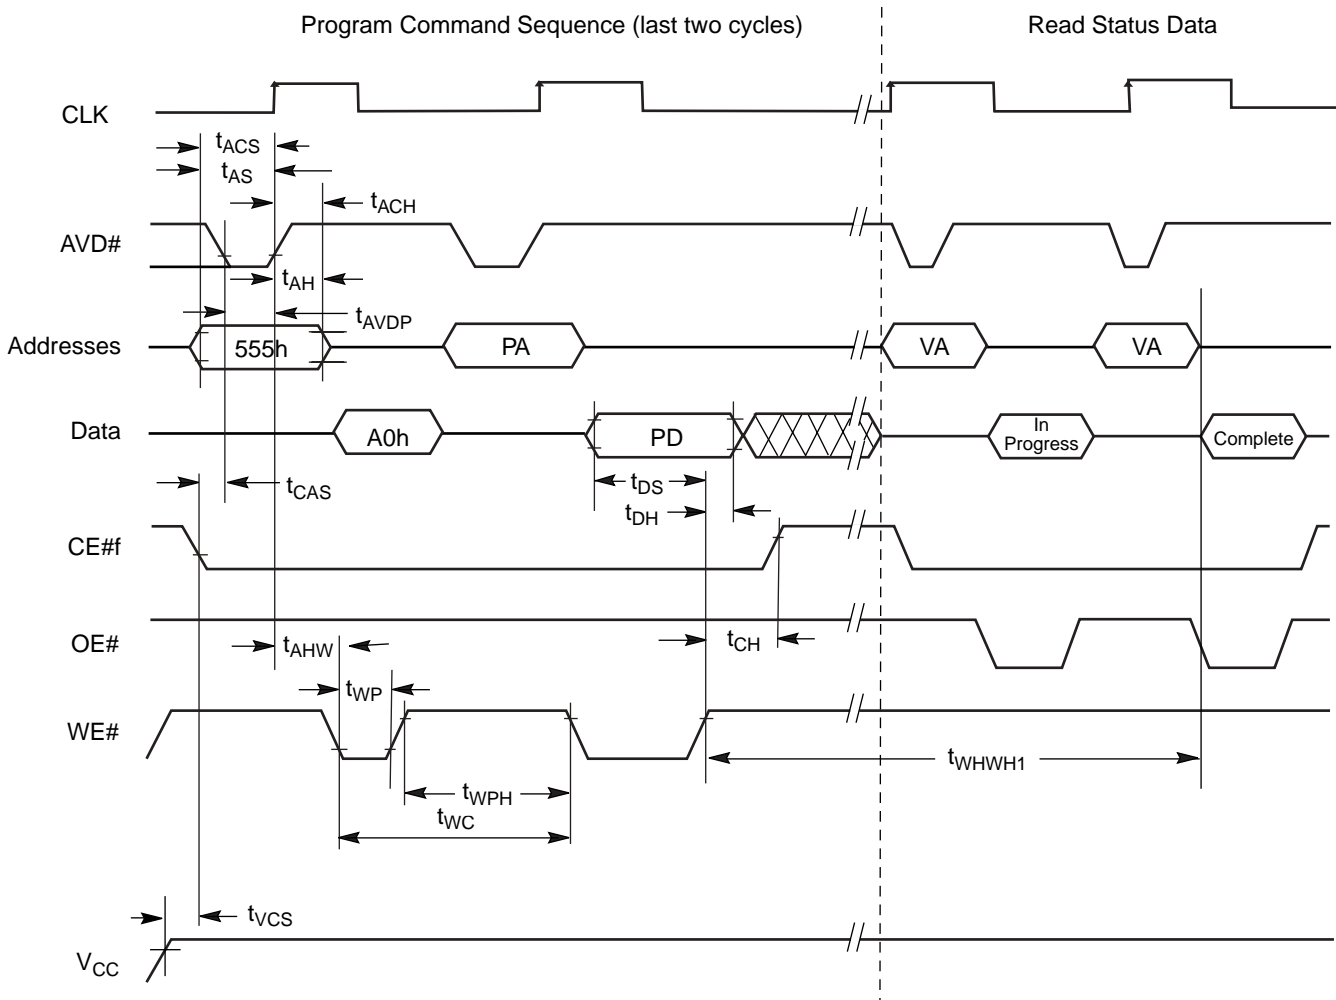 Program Command Sequence (last two cycles)
Read Status Data
CLK
tACS
tAS
tACH
AVD#
tAH
tAVDP
Addresses
555h
PA
VA
VA
Data
A0h
PD
In
Progress
Complete
tCAS
tDS
tDH
CE#f
OE#
tAHW
tCH
tWP
WE#
tWHWH1
tWPH
tWC
tVCS
VCC